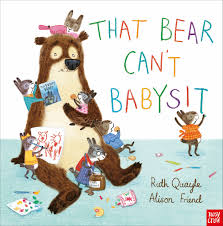 THAT BEAR
CAN'T
BABYSIT
Ruth Quayle
Alison Friend
nosy
Crow